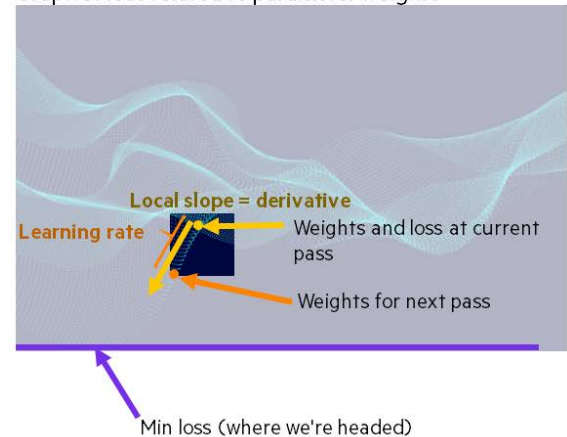 Local slope = derivative
Learning rate
Weights and loss at current
pass
Weights for next pass
Min loss (where we're headed)